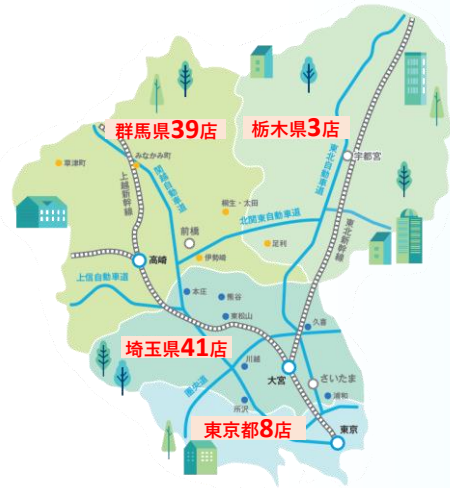 群馬県39店
栃木県3店
みなかみ町
草津町
上越新幹線
関越自動車道
東北自動車道
宇都宮
桐生・太田
北関東自動車道
東北新幹線
前橋
足利
高崎
伊勢崎
上信自動車道
本庄
熊谷
東松山
久喜
埼玉県41店
川越
大宮
圏央道
さいたま
浦和
所沢
東京都8店
東京